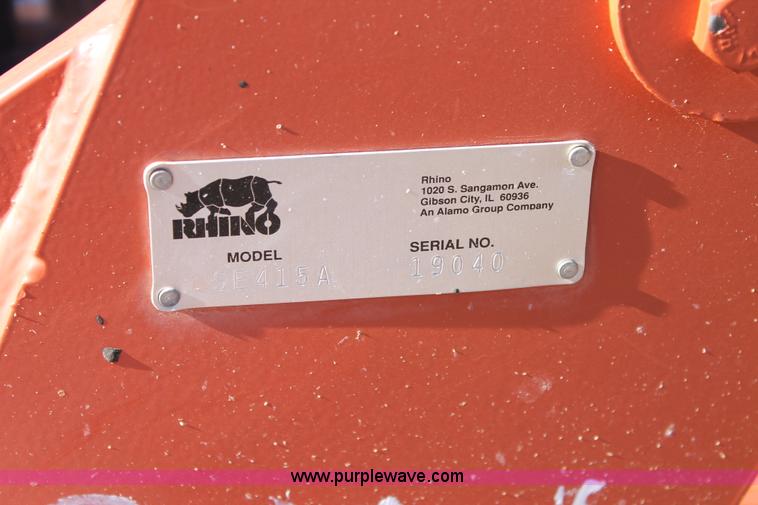 RHINO
Rhino
1020 S. Sangamon Ave.
Gibson City, IL 60936
An Alamo Group Company
MODEL
SE415A
SERIAL NO.
19040
www.purplewave.com